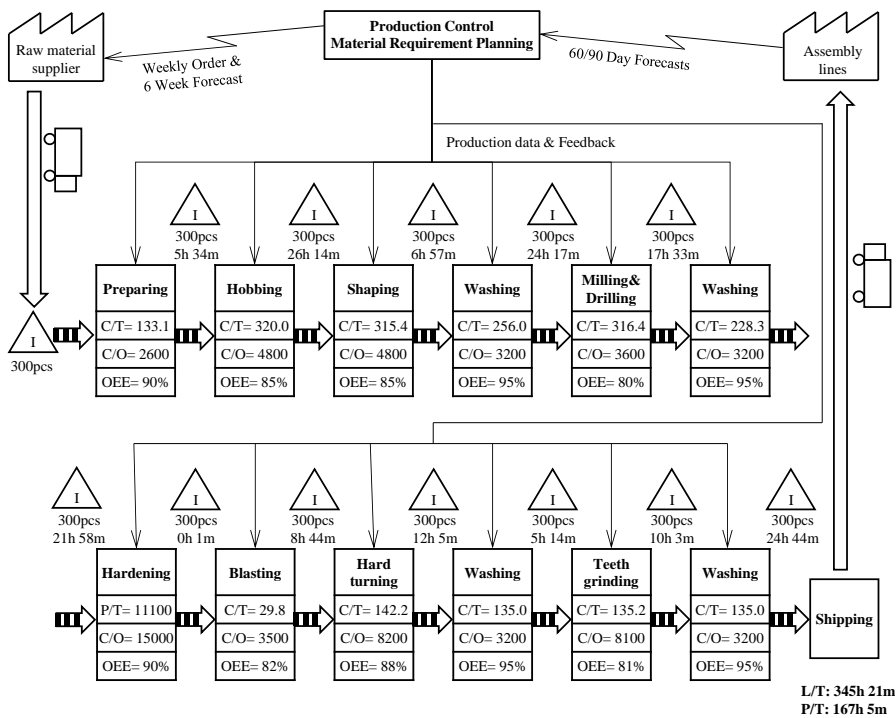 Production Control
Material Requirement Planning
Raw material
supplier
Weekly Order &
6 Week Forecast
60/90 Day Forecasts
Assembly
lines
Production data & Feedback
I
300pcs
5h 34m
I
300pcs
26h 14m
I
300pcs
6h 57m
I
300pcs
24h 17m
I
300pcs
17h 33m
I
300pcs
Preparing
C/T= 133.1
C/O= 2600
OEE= 90%
Hobbing
C/T= 320.0
C/O= 4800
OEE= 85%
Shaping
C/T= 315.4
C/O= 4800
OEE= 85%
Washing
C/T= 256.0
C/O= 3200
OEE= 95%
Milling&
Drilling
C/T= 316.4
C/O= 3600
OEE= 80%
Washing
C/T= 228.3
C/O= 3200
OEE= 95%
I
300pcs
21h 58m
I
300pcs
0h 1m
I
300pcs
8h 44m
I
300pcs
12h 5m
I
300pcs
5h 14m
I
300pcs
10h 3m
I
300pcs
24h 44m
Hardening
P/T= 11100
C/O= 15000
OEE= 90%
Blasting
C/T= 29.8
C/O= 3500
OEE= 82%
Hard
turning
C/T= 142.2
C/O= 8200
OEE= 88%
Washing
C/T= 135.0
C/O= 3200
OEE= 95%
Teeth
grinding
C/T= 135.2
C/O= 8100
OEE= 81%
Washing
C/T= 135.0
C/O= 3200
OEE= 95%
Shipping
L/T: 345h 21m
P/T: 167h 5m